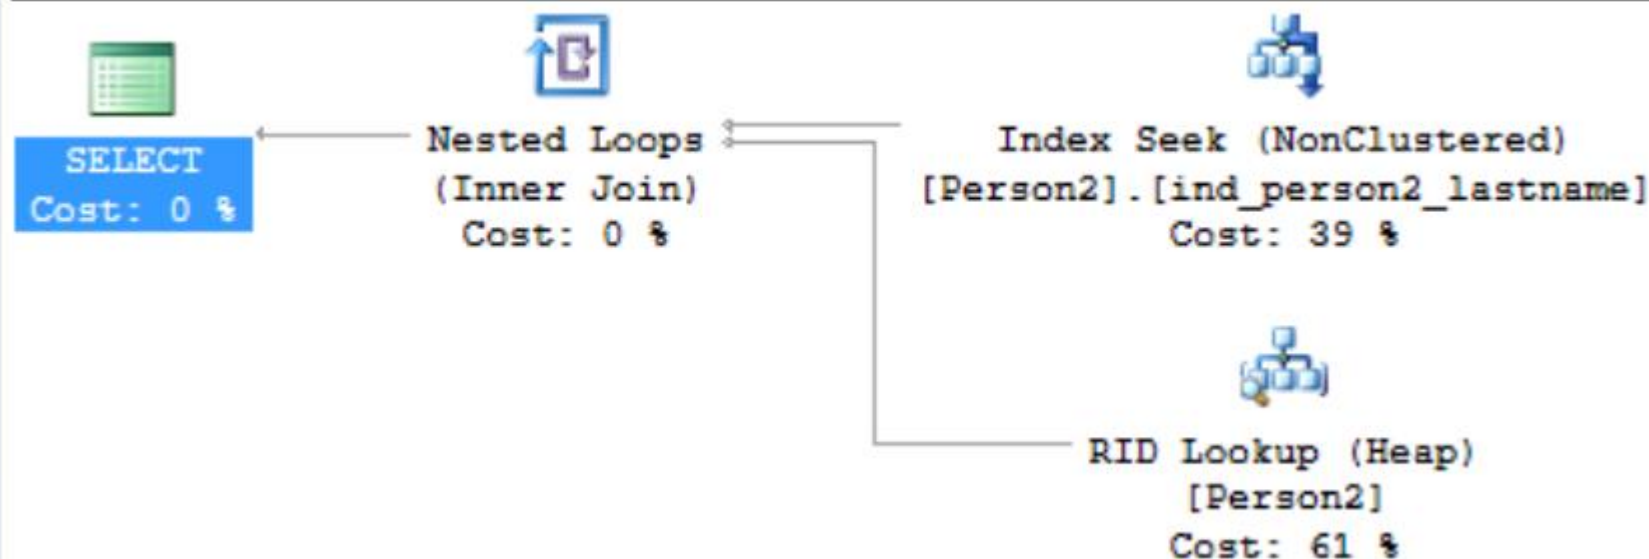 SELECT
Cost: 0 %
Nested Loops
(Inner Join)
Cost: 0 %
Index Seek (NonClustered)
[Person2].[ind_person2_lastname]
Cost: 39 %
RID Lookup (Heap)
[Person2]
Cost: 61 %